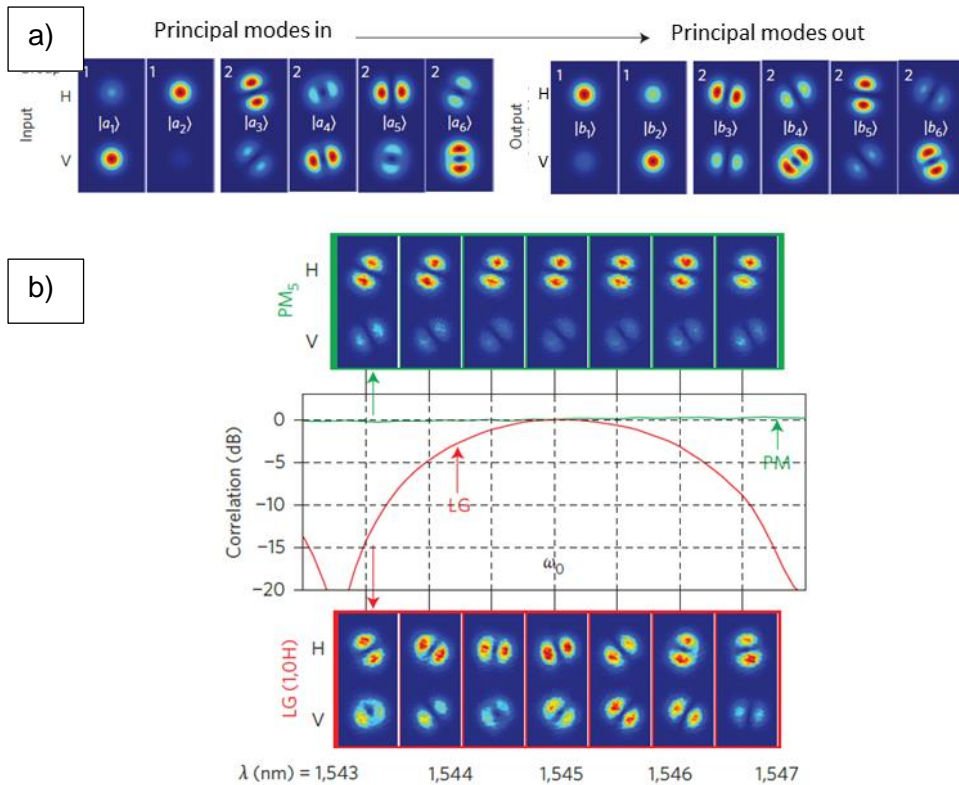 a)
Principal modes in
Principal modes out
1 1 2 2 2 2
H
Input
|a₁⟩ |a₂⟩ |a₃⟩ |a₄⟩ |a₅⟩ |a₆⟩
V
1 1 2 2 2 2
H
Output
|b₁⟩ |b₂⟩ |b₃⟩ |b₄⟩ |b₅⟩ |b₆⟩
V
b)
PM₅
H
V
Correlation (dB)
0
−5
−10
−15
−20
LG
PM
ω₀
LG (1,0H)
H
V
λ (nm) = 1,543 1,544 1,545 1,546 1,547